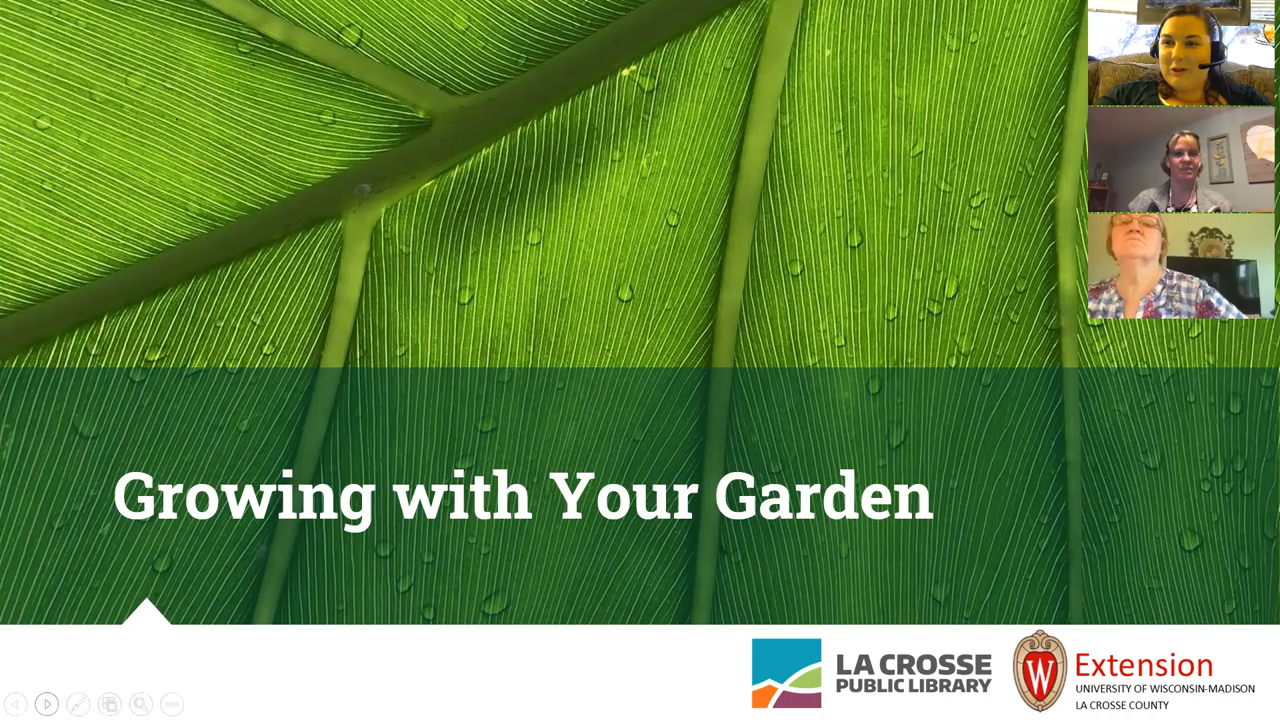 Growing with Your Garden
LA CROSSE
PUBLIC LIBRARY
W
Extension
UNIVERSITY OF WISCONSIN-MADISON
LA CROSSE COUNTY